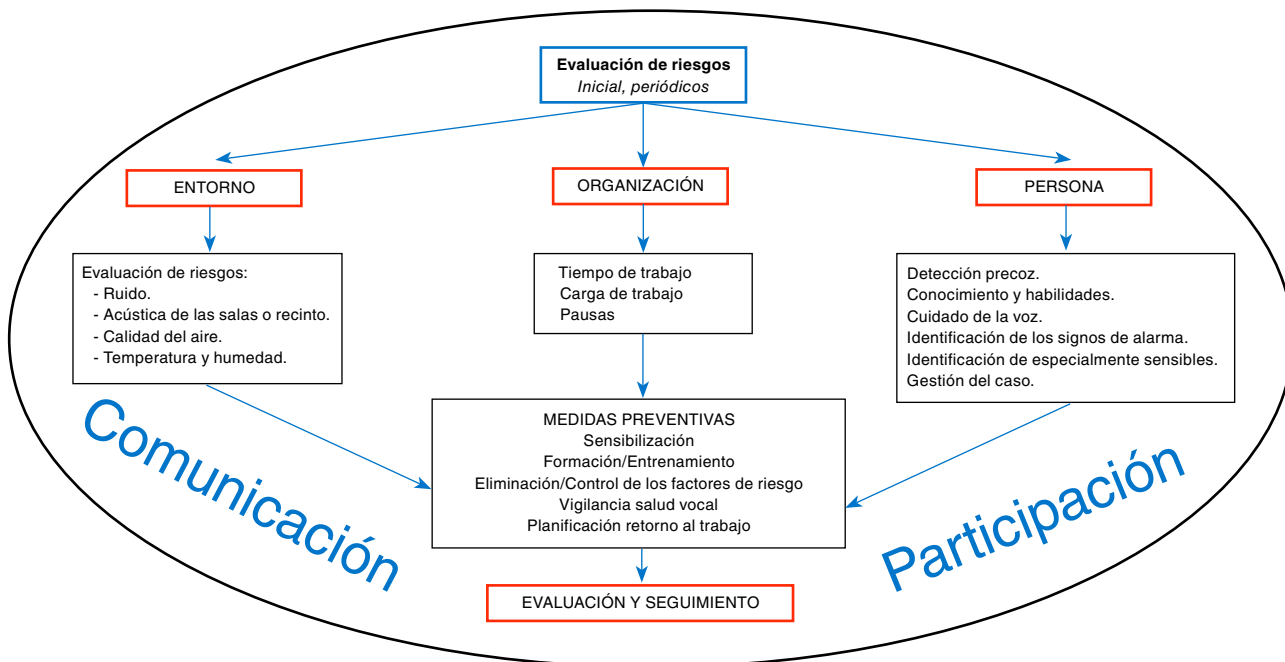 Evaluación de riesgos
Inicial, periódicos
ENTORNO
ORGANIZACIÓN
PERSONA
Evaluación de riesgos:
- Ruido.
- Acústica de las salas o recinto.
- Calidad del aire.
- Temperatura y humedad.
Tiempo de trabajo
Carga de trabajo
Pausas
Detección precoz.
Conocimiento y habilidades.
Cuidado de la voz.
Identificación de los signos de alarma.
Identificación de especialmente sensibles.
Gestión del caso.
Comunicación
MEDIDAS PREVENTIVAS
Sensibilización
Formación/Entrenamiento
Eliminación/Control de los factores de riesgo
Vigilancia salud vocal
Planificación retorno al trabajo
Participación
EVALUACIÓN Y SEGUIMIENTO